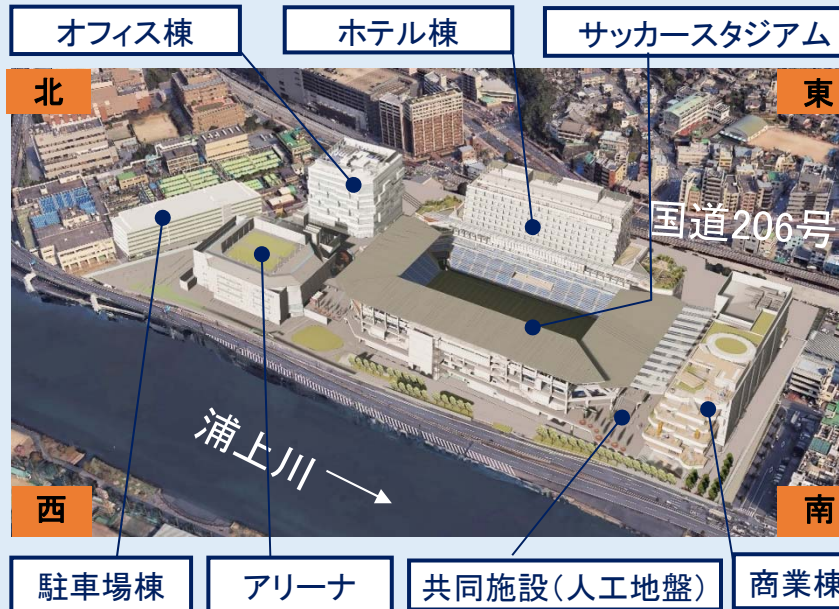 オフィス棟
ホテル棟
サッカースタジアム
北
東
国道206号
浦上川 →
西
南
駐車場棟
アリーナ
共同施設(人工地盤)
商業棟